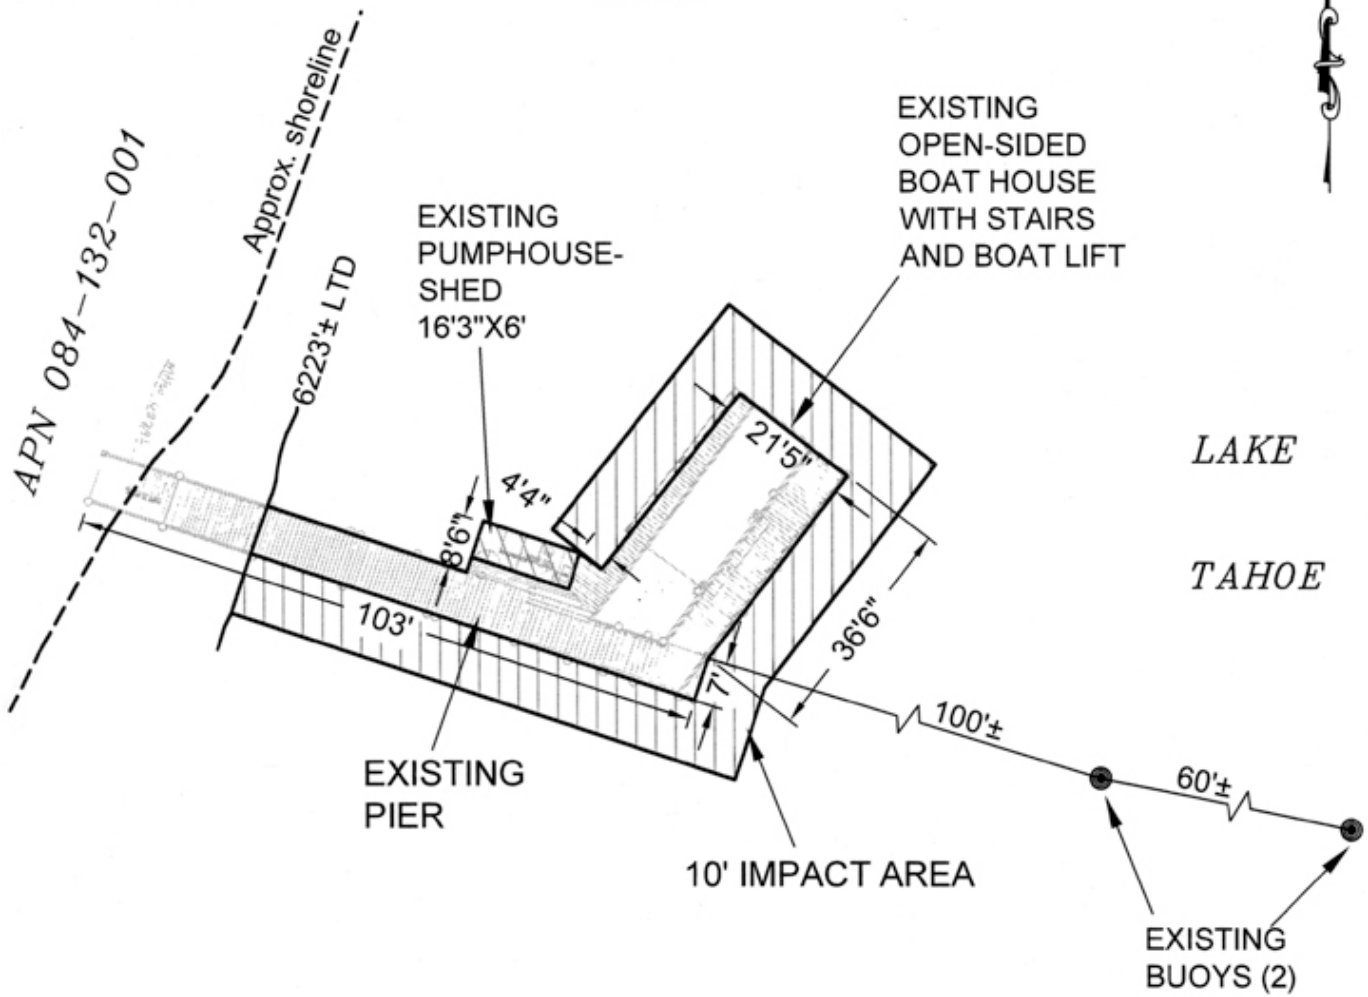 Approx. shoreline
APN 084-132-001
6223'± LTD
EXISTING
PUMPHOUSE-
SHED
16'3"X6'
EXISTING
OPEN-SIDED
BOAT HOUSE
WITH STAIRS
AND BOAT LIFT
4'4"
8'6"
21'5"
LAKE
TAHOE
36'6"
103'
7'
100'±
60'±
EXISTING
PIER
10' IMPACT AREA
EXISTING
BUOYS (2)